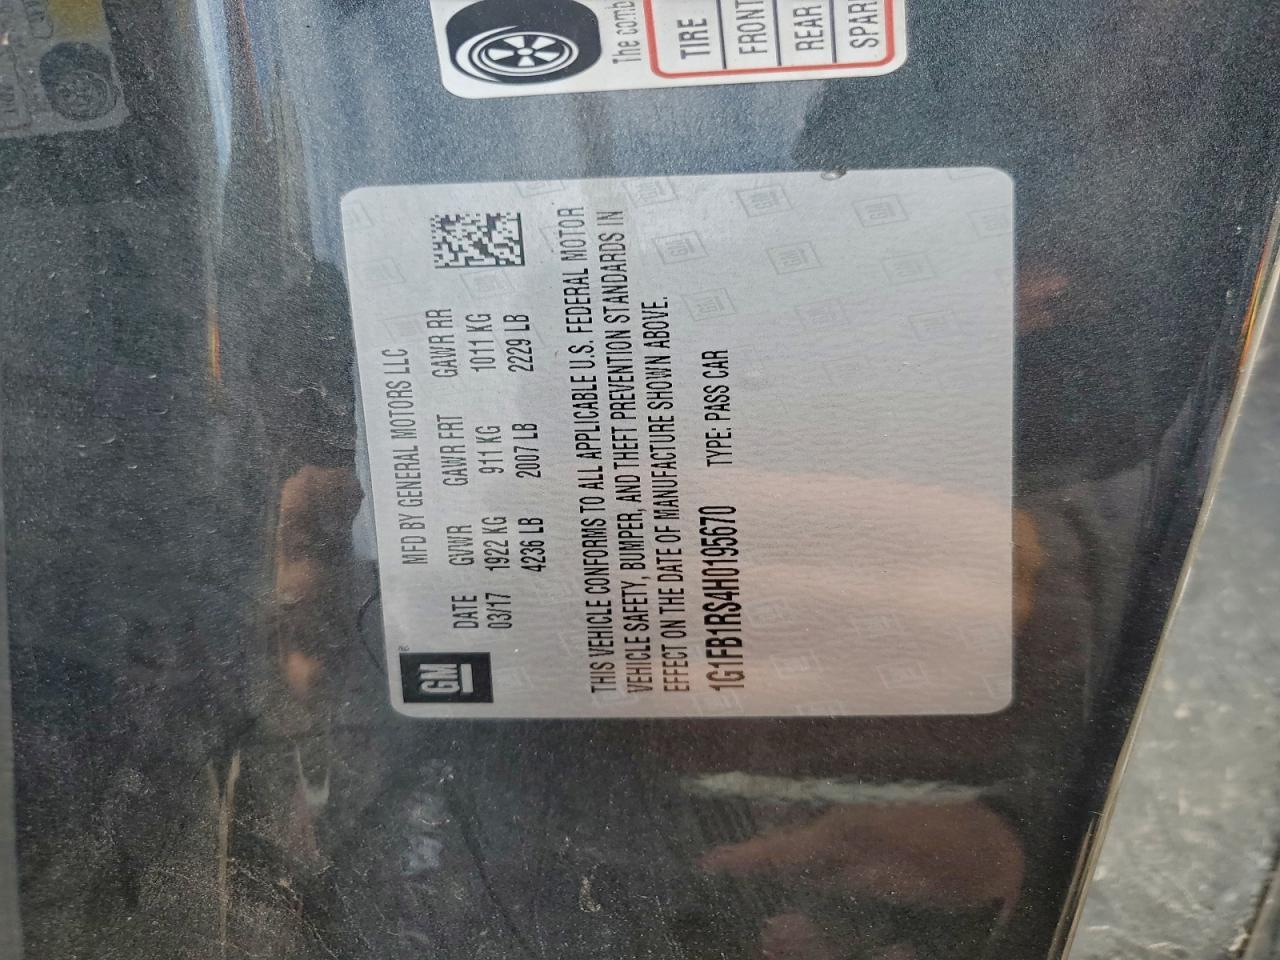 The comb
TIRE
FRONT
REAR
SPAR
GM
®
MFD BY GENERAL MOTORS LLC
DATE GVWR GAWR FRT GAWR RR
03/17 1922 KG 911 KG 1011 KG
4236 LB 2007 LB 2229 LB
THIS VEHICLE CONFORMS TO ALL APPLICABLE U.S. FEDERAL MOTOR
VEHICLE SAFETY, BUMPER, AND THEFT PREVENTION STANDARDS IN
EFFECT ON THE DATE OF MANUFACTURE SHOWN ABOVE.
1G1FB1RS4H0195670 TYPE: PASS CAR